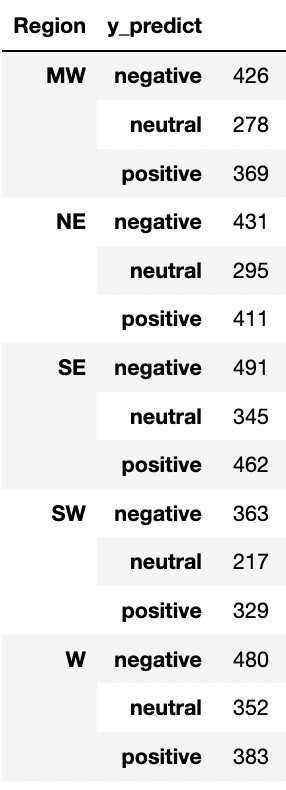 Region y_predict
MW negative 426
neutral 278
positive 369
NE negative 431
neutral 295
positive 411
SE negative 491
neutral 345
positive 462
SW negative 363
neutral 217
positive 329
W negative 480
neutral 352
positive 383